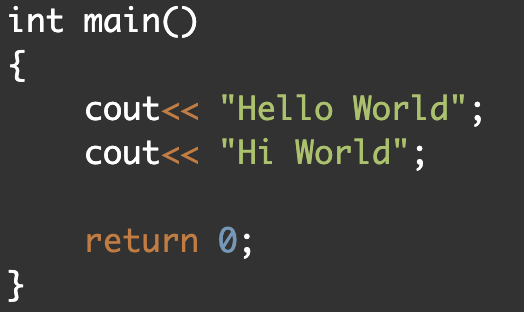 int main()
{
    cout<< "Hello World";
    cout<< "Hi World";

    return 0;
}